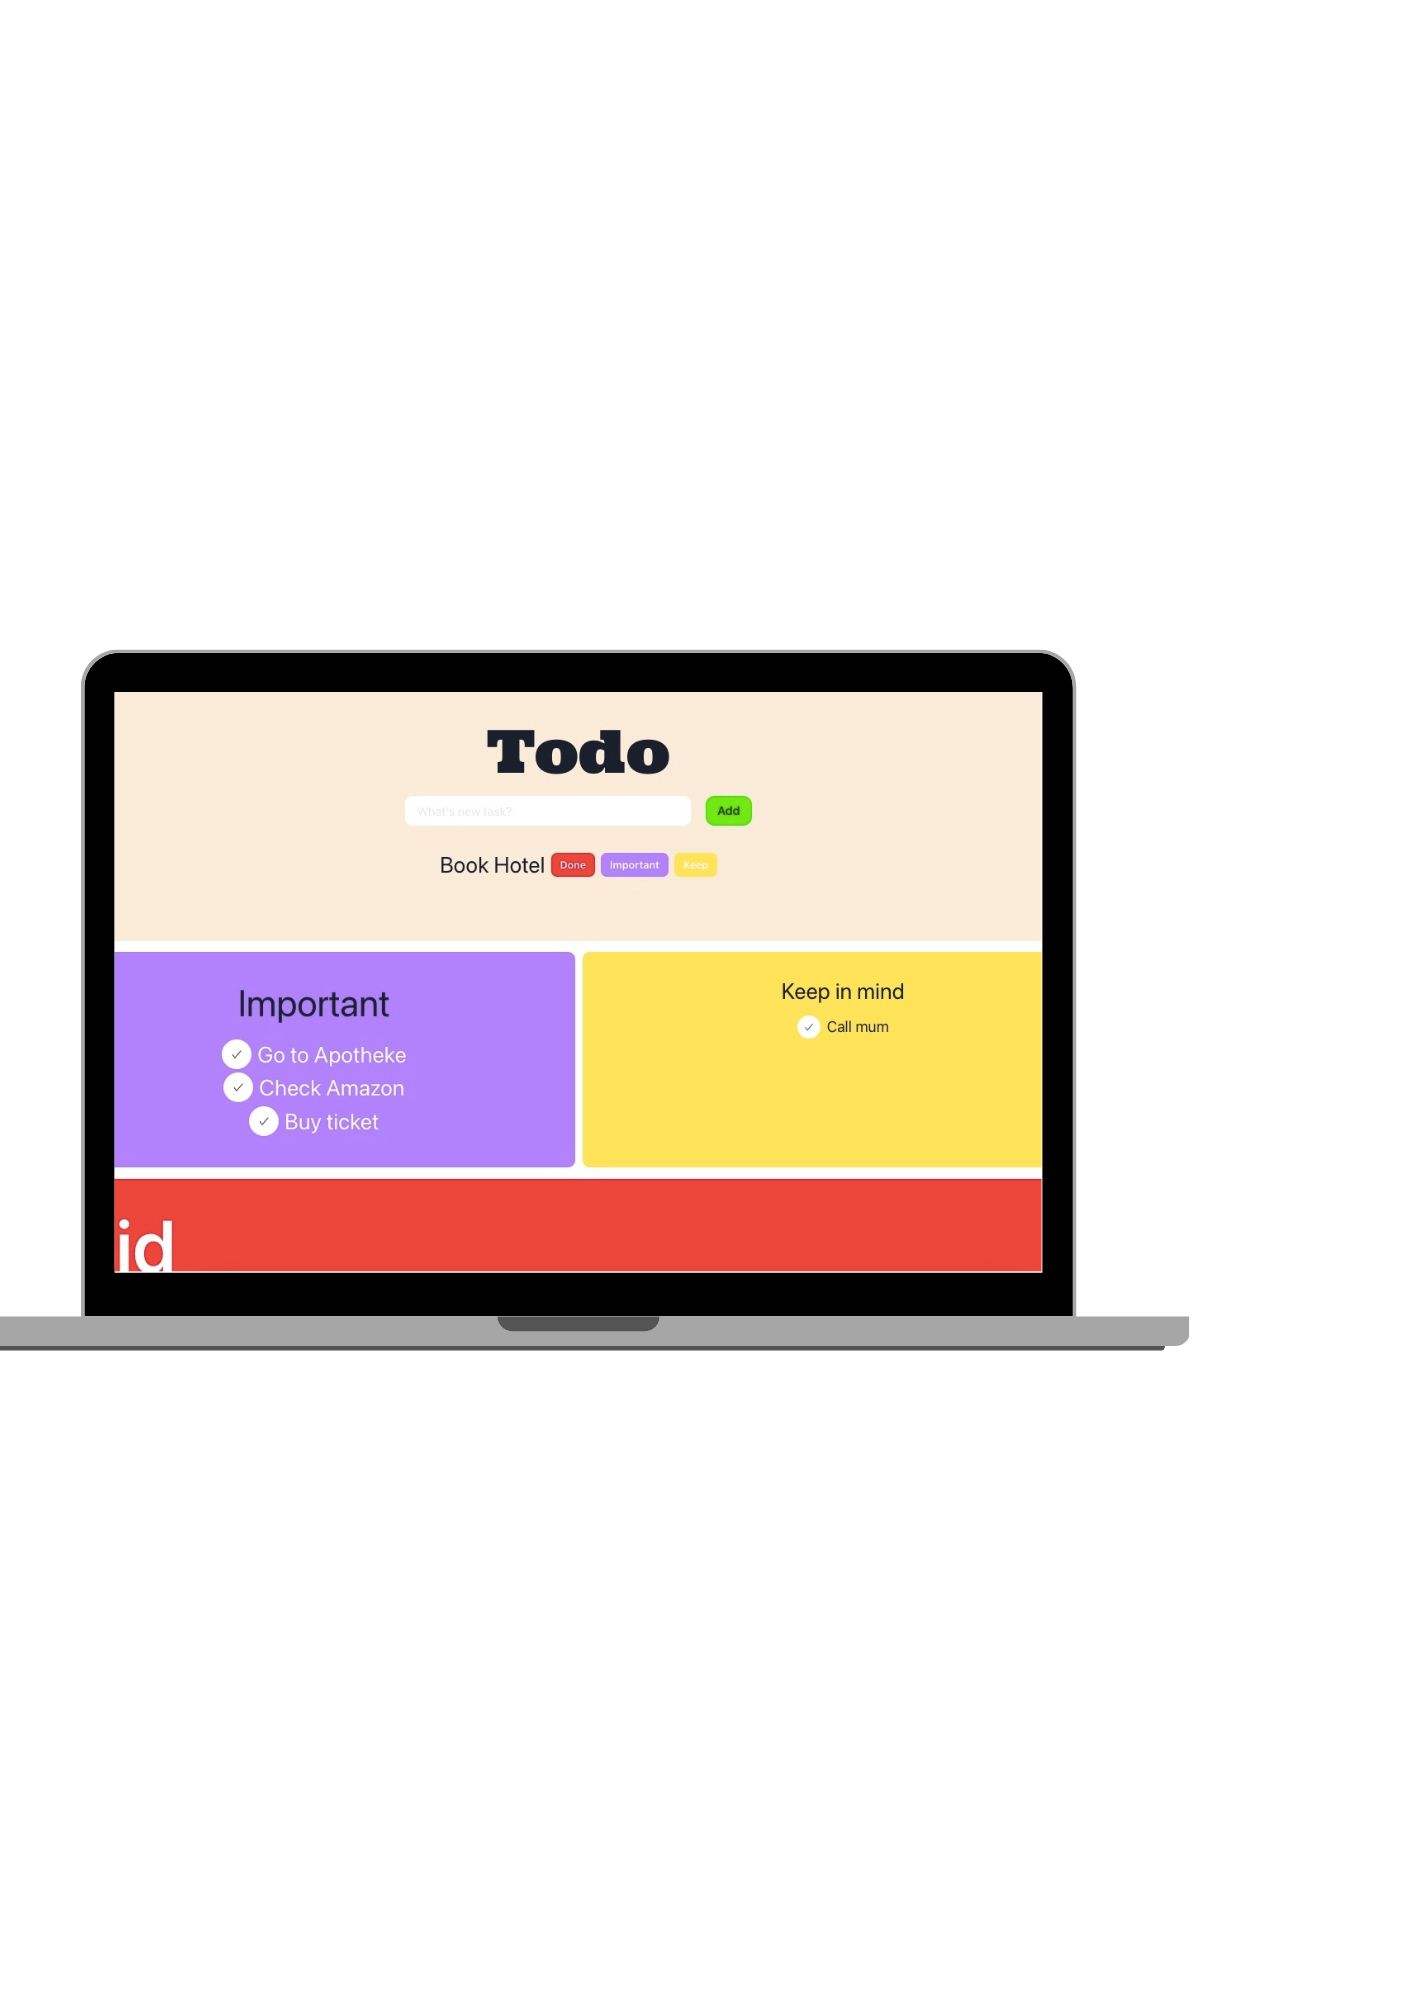 Todo
What's new task?
Add
Book Hotel Done Important Keep
Important
Go to Apotheke
Check Amazon
Buy ticket
Keep in mind
Call mum
id